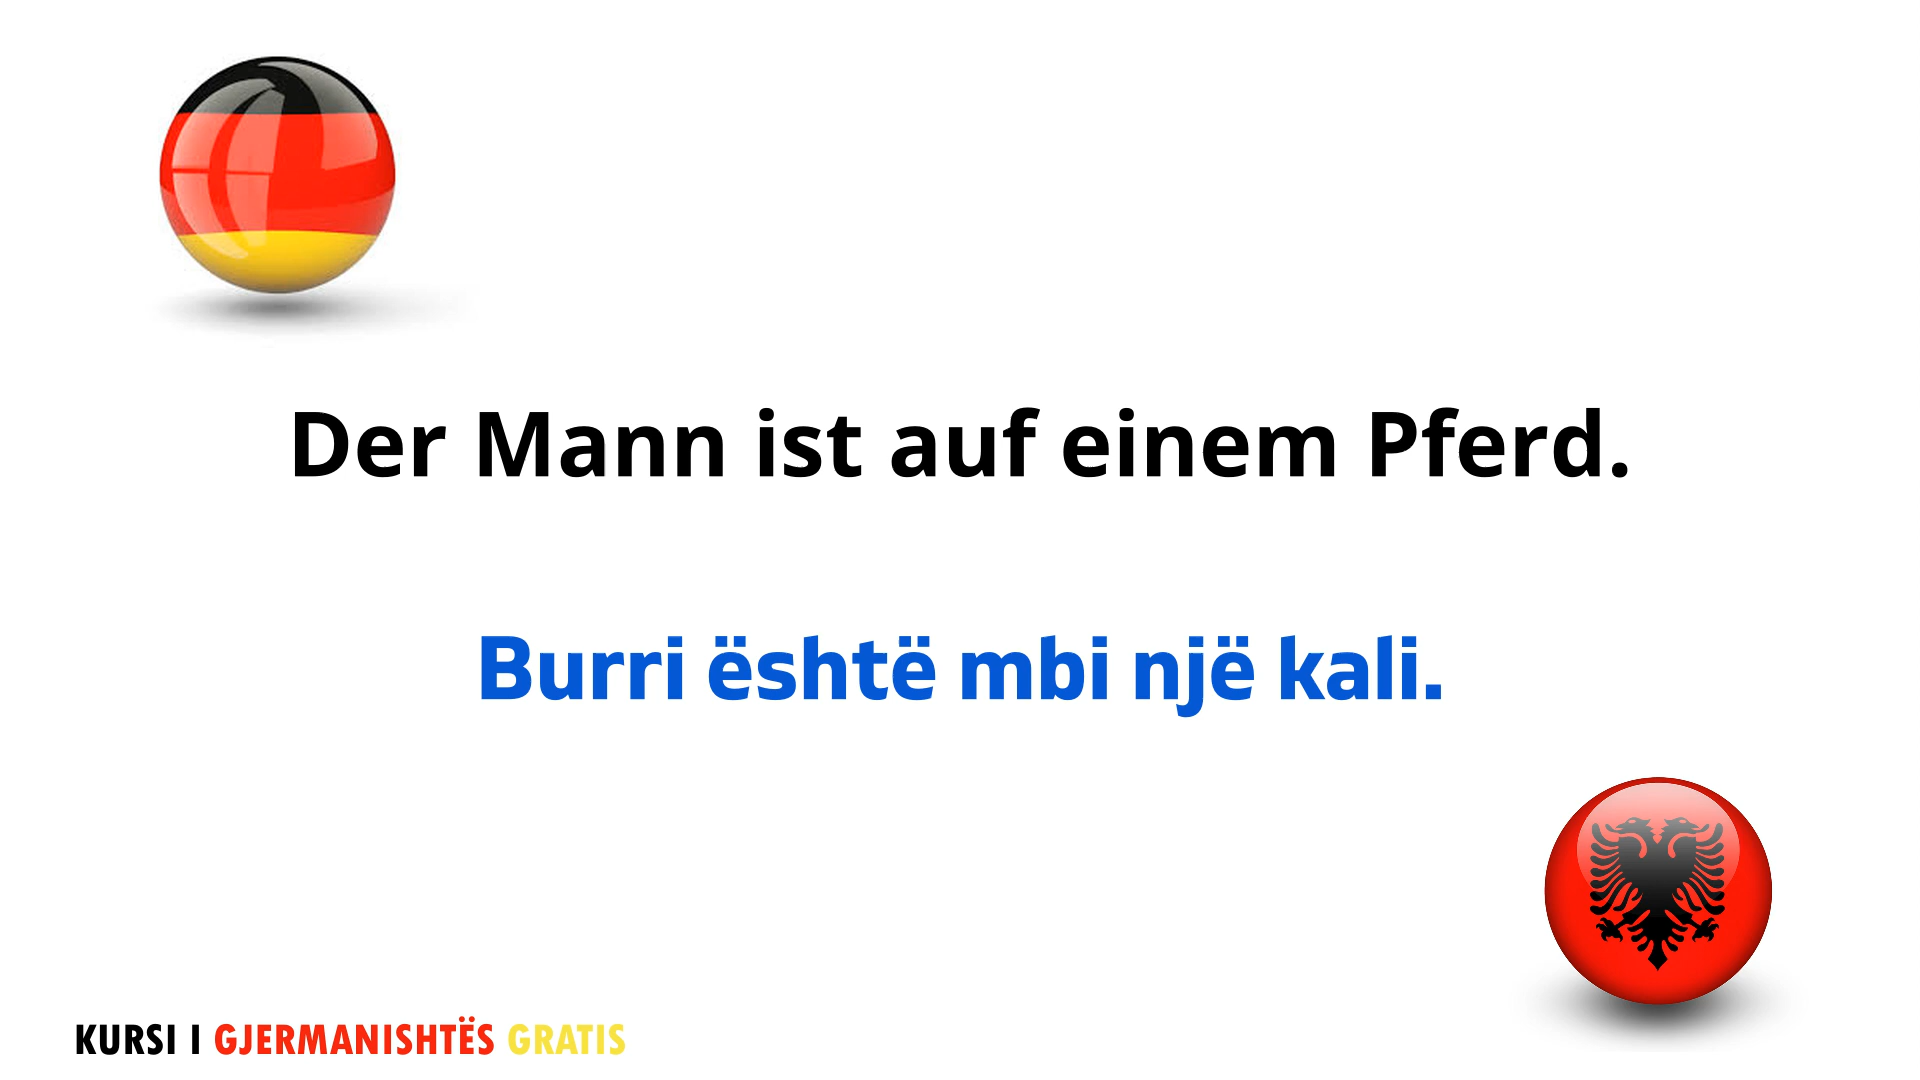 Der Mann ist auf einem Pferd.
Burri është mbi një kali.
KURSI I GJERMANISHTËS GRATIS